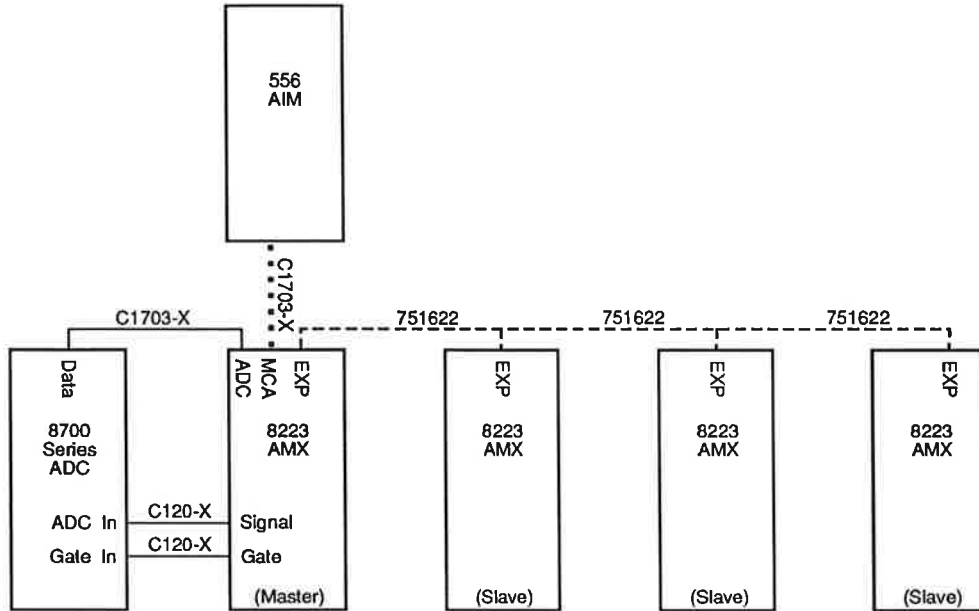 556
AIM
C1703-X
C1703-X
751622
751622
751622
Data
ADC
MCA
EXP
EXP
EXP
EXP
8700
Series
ADC
8223
AMX
8223
AMX
8223
AMX
8223
AMX
ADC In
C120-X
Signal
Gate In
C120-X
Gate
(Master)
(Slave)
(Slave)
(Slave)